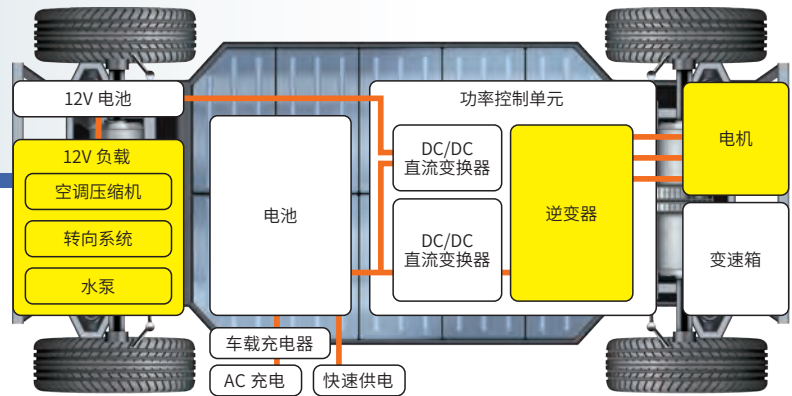 12V 电池
12V 负载
空调压缩机
转向系统
水泵
电池
车载充电器
AC 充电
快速供电
功率控制单元
DC/DC
直流变换器
DC/DC
直流变换器
逆变器
电机
变速箱